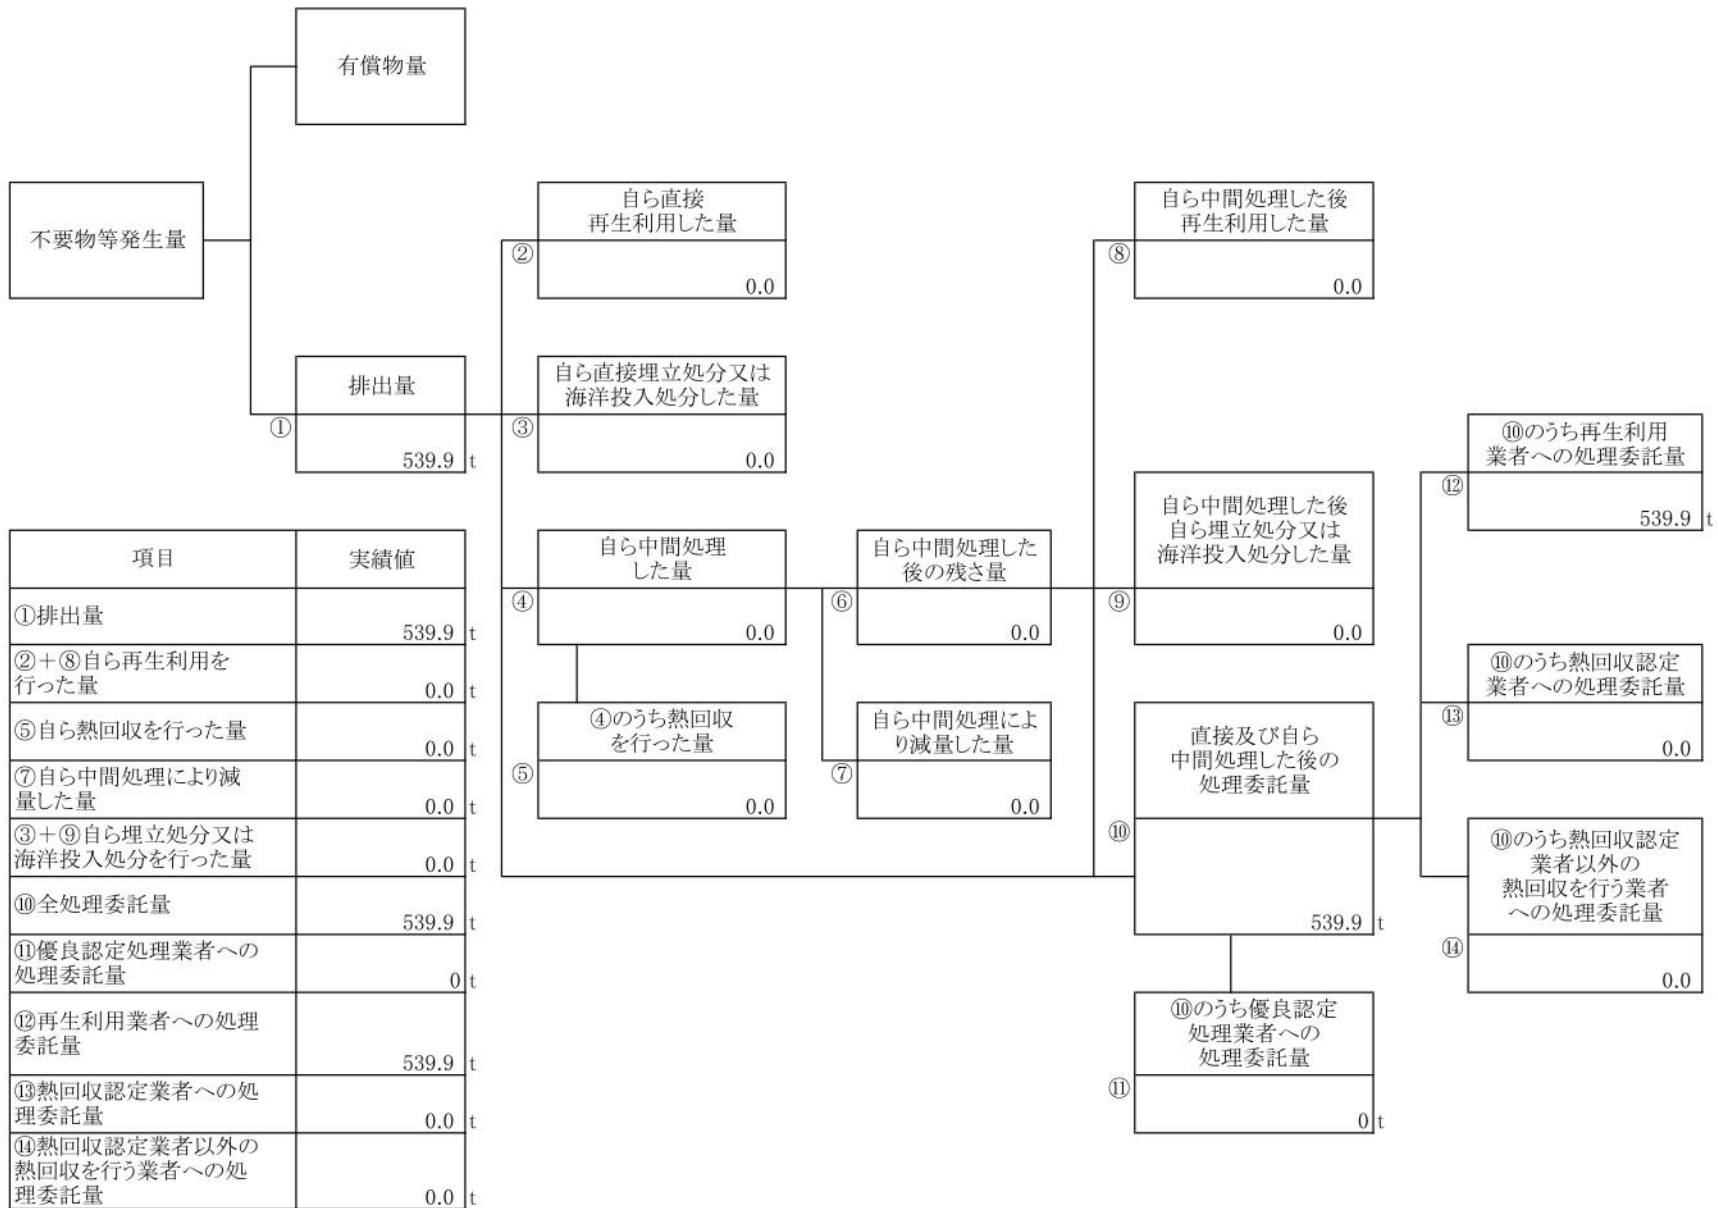 有償物量
不要物等発生量
自ら直接
再生利用した量
②
0.0
自ら中間処理した後
再生利用した量
⑧
0.0
排出量
①
539.9 t
自ら直接埋立処分又は
海洋投入処分した量
③
0.0
⑩のうち再生利用
業者への処理委託量
⑫
539.9 t
自ら中間処理
した量
④
0.0
自ら中間処理した
後の残さ量
⑥
0.0
自ら中間処理した後
自ら埋立処分又は
海洋投入処分した量
⑨
0.0
⑩のうち熱回収認定
業者への処理委託量
⑬
0.0
④のうち熱回収
を行った量
⑤
0.0
自ら中間処理によ
り減量した量
⑦
0.0
直接及び自ら
中間処理した後の
処理委託量
⑩
539.9 t
⑩のうち熱回収認定
業者以外の
熱回収を行う業者
への処理委託量
⑭
0.0
⑩のうち優良認定
処理業者への
処理委託量
⑪
0 t
項目 実績値
①排出量
539.9 t
②＋⑧自ら再生利用を
行った量
0.0 t
⑤自ら熱回収を行った量
0.0 t
⑦自ら中間処理により減
量した量
0.0 t
③＋⑨自ら埋立処分又は
海洋投入処分を行った量
0.0 t
⑩全処理委託量
539.9 t
⑪優良認定処理業者への
処理委託量
0 t
⑫再生利用業者への処理
委託量
539.9 t
⑬熱回収認定業者への処
理委託量
0.0 t
⑭熱回収認定業者以外の
熱回収を行う業者への処
理委託量
0.0 t